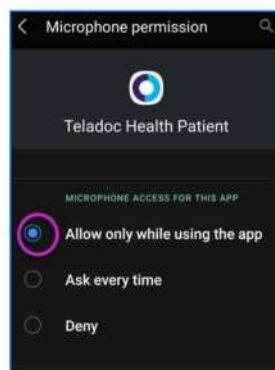 Microphone permission
Teladoc Health Patient
MICROPHONE ACCESS FOR THIS APP
Allow only while using the app
Ask every time
Deny